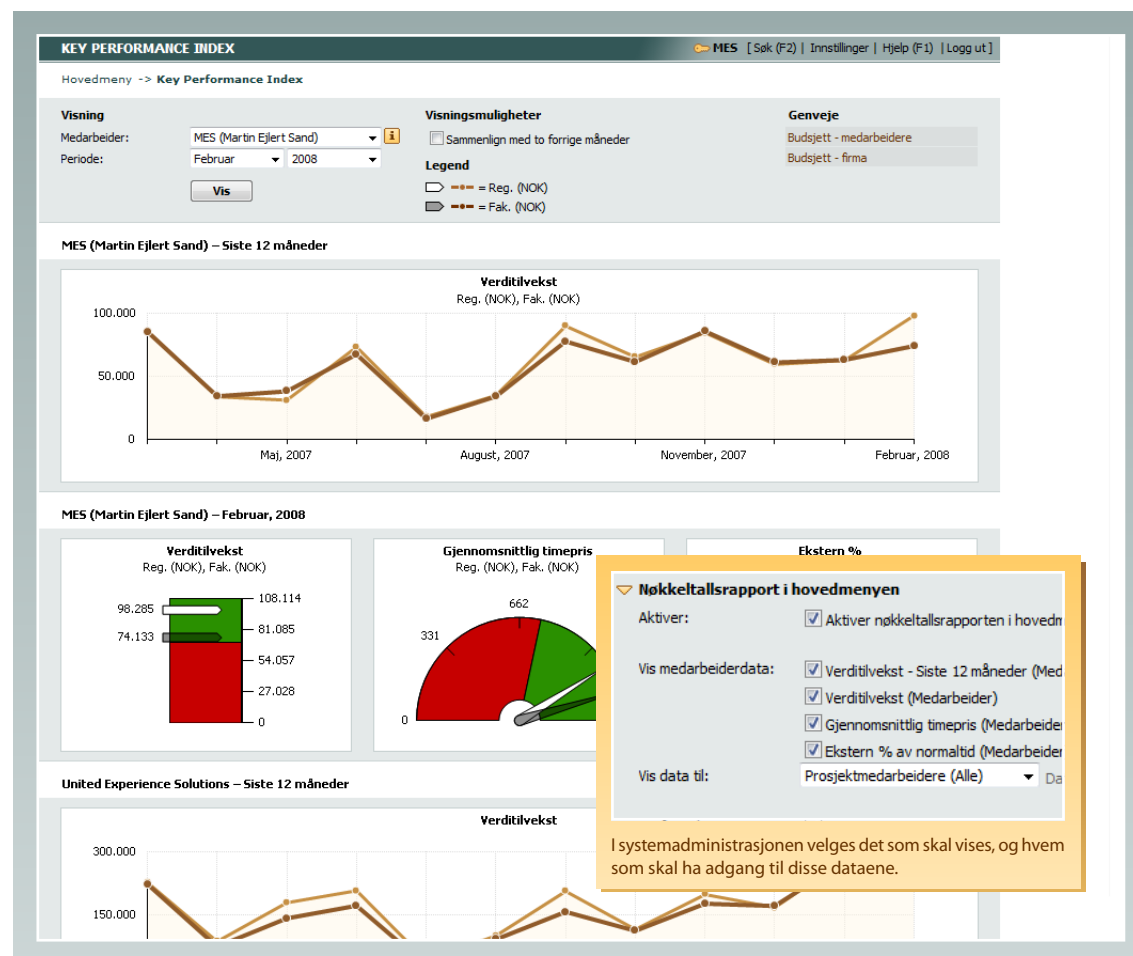 KEY PERFORMANCE INDEX
MES [ Søk (F2) | Innstillinger | Hjelp (F1) | Logg ut ]
Hovedmeny -> Key Performance Index
Visning
Medarbeider:
MES (Martin Ejlert Sand)
Periode:
Februar
2008
Vis
Visningsmuligheter
Sammenlign med to forrige måneder
Legend
= Reg. (NOK)
= Fak. (NOK)
Genveje
Budsjett - medarbeidere
Budsjett - firma
MES (Martin Ejlert Sand) – Siste 12 måneder
Verditilvekst
Reg. (NOK), Fak. (NOK)
100.000
50.000
0
Maj, 2007
August, 2007
November, 2007
Februar, 2008
MES (Martin Ejlert Sand) – Februar, 2008
Verditilvekst
Reg. (NOK), Fak. (NOK)
98.285
74.133
108.114
81.085
54.057
27.028
0
Gjennomsnittlig timepris
Reg. (NOK), Fak. (NOK)
0
331
662
Ekstern %
United Experience Solutions – Siste 12 måneder
Verditilvekst
300.000
150.000
Nøkkeltallsrapport i hovedmenyen
Aktiver:
Aktiver nøkkeltallsrapporten i hovedm
Vis medarbeiderdata:
Verditilvekst - Siste 12 måneder (Med
Verditilvekst (Medarbeider)
Gjennomsnittlig timepris (Medarbeider
Ekstern % av normaltid (Medarbeider
Vis data til:
Prosjektmedarbeidere (Alle)
Da
I systemadministrasjonen velges det som skal vises, og hvem
som skal ha adgang til disse dataene.